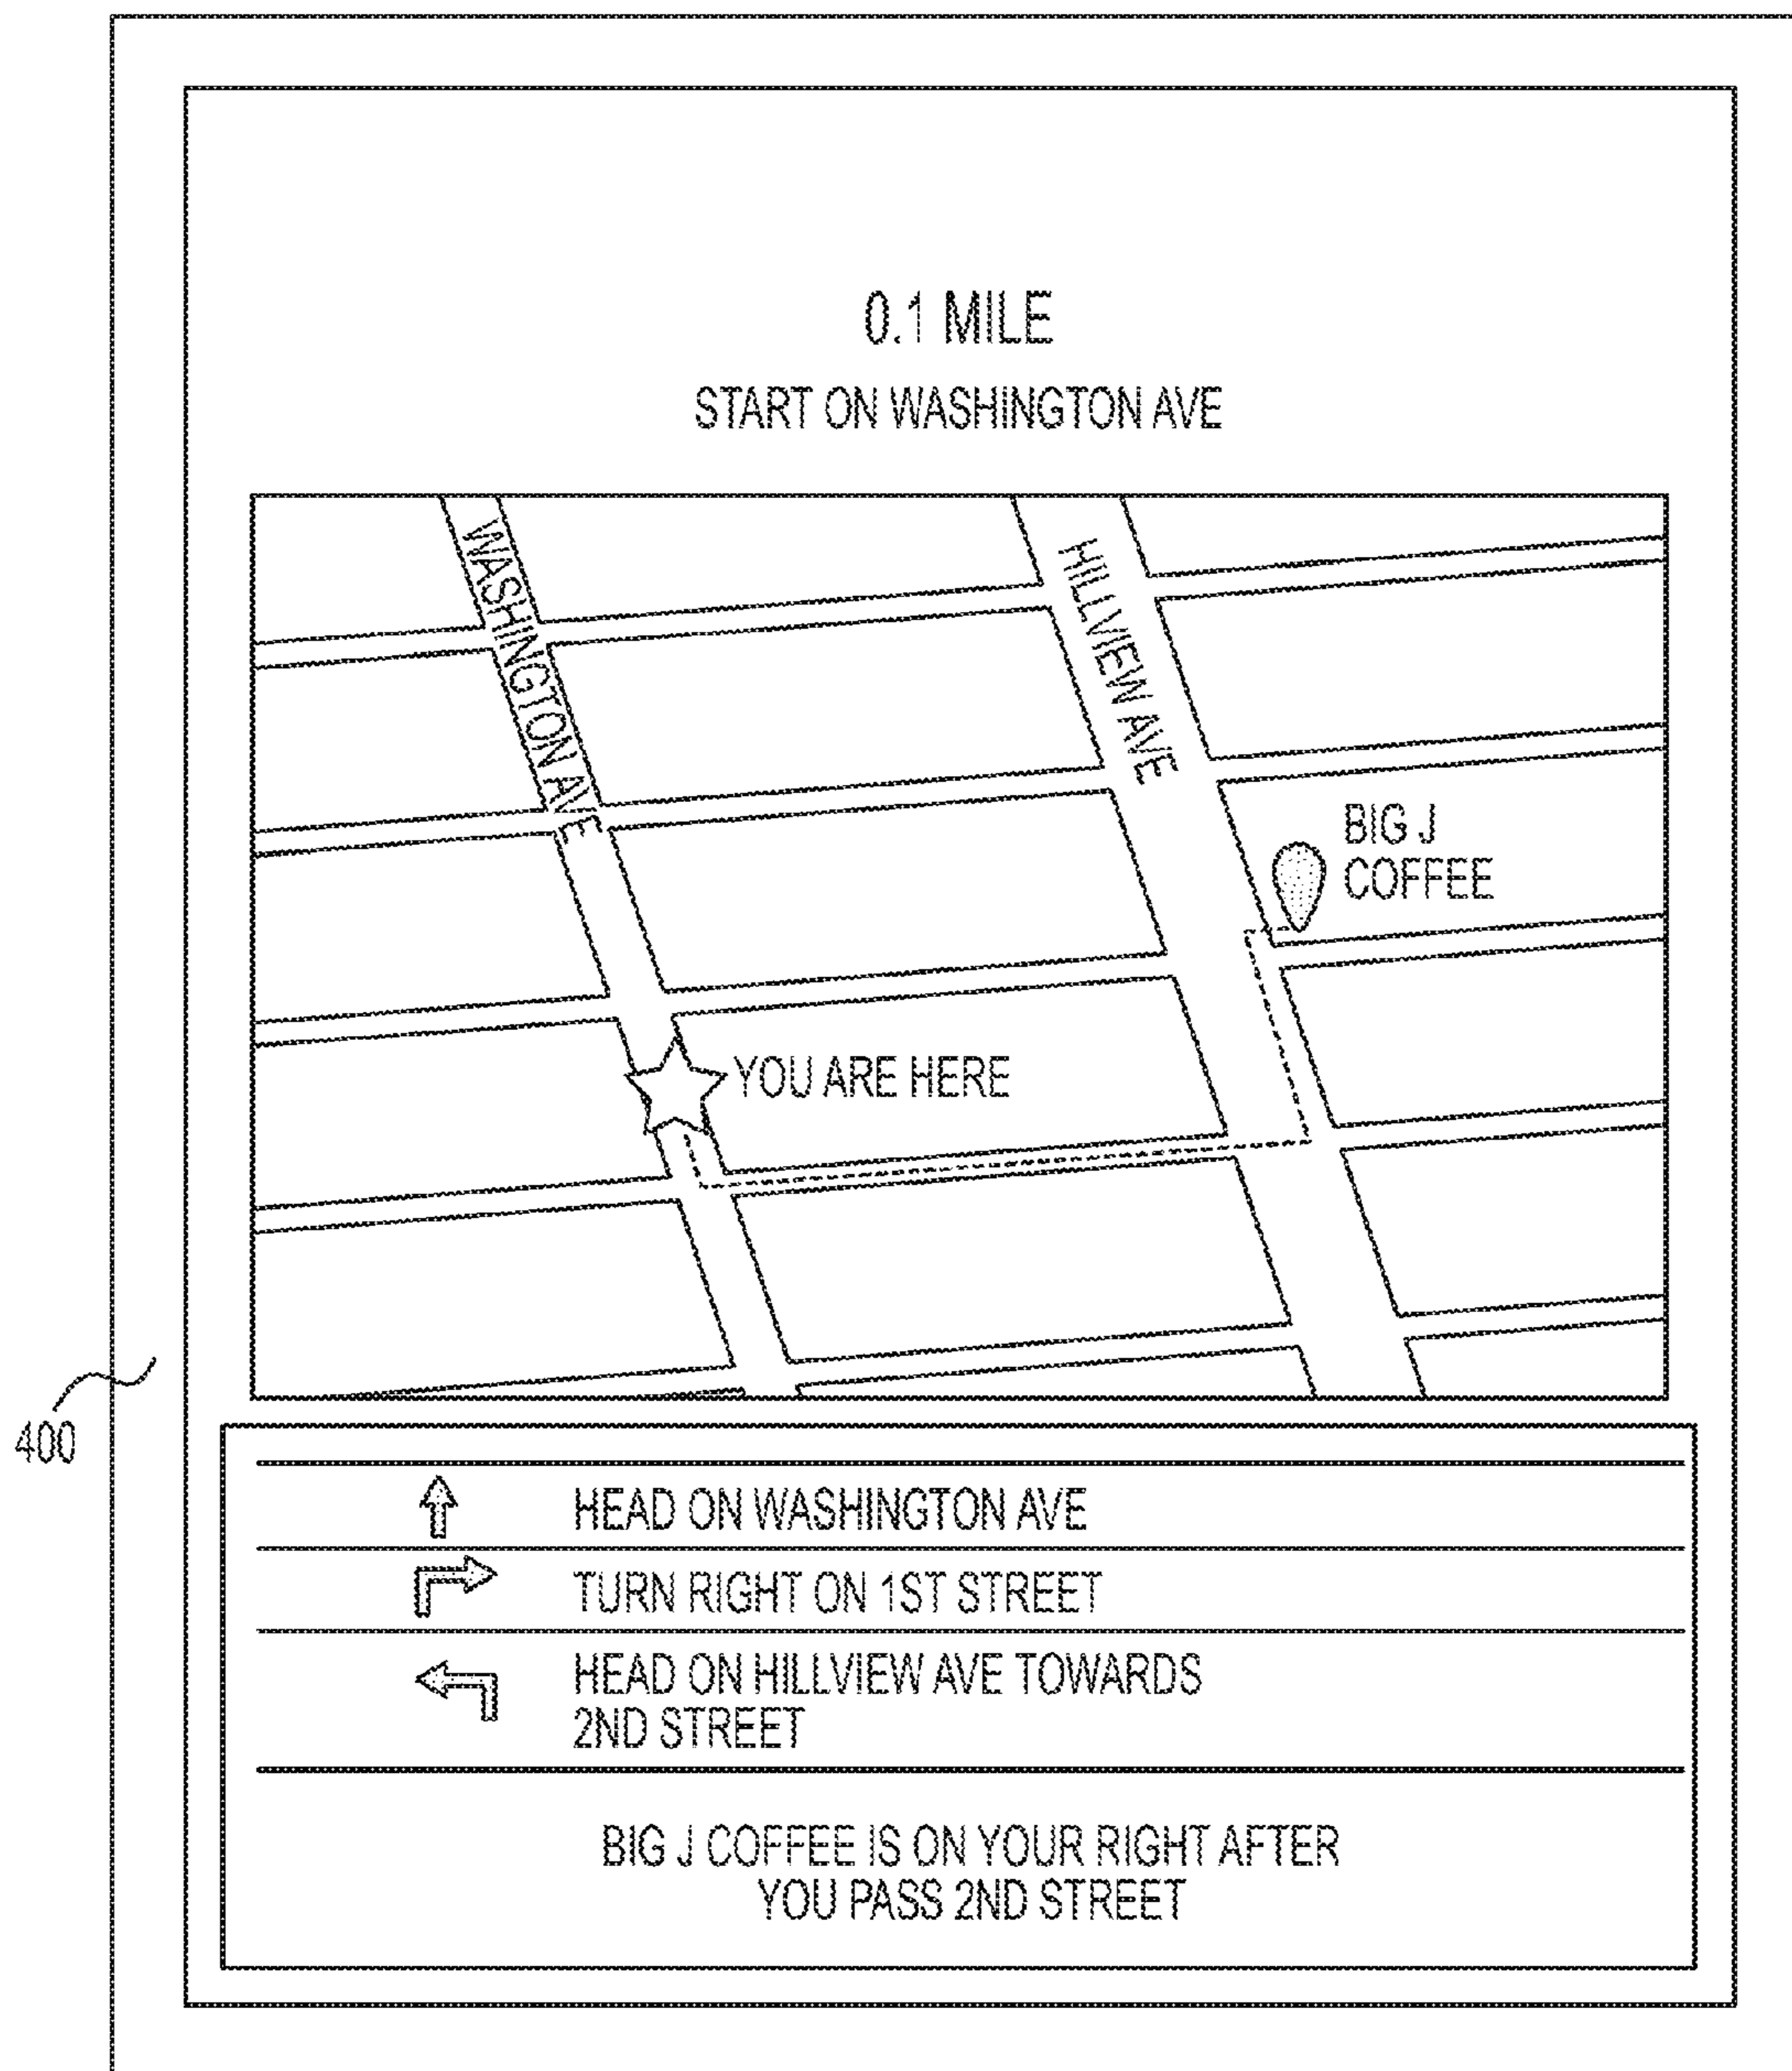 0.1 MILE
START ON WASHINGTON AVE
WASHINGTON AVE
HILLVIEW AVE
BIG J
COFFEE
YOU ARE HERE
400
HEAD ON WASHINGTON AVE
TURN RIGHT ON 1ST STREET
HEAD ON HILLVIEW AVE TOWARDS
2ND STREET
BIG J COFFEE IS ON YOUR RIGHT AFTER
YOU PASS 2ND STREET